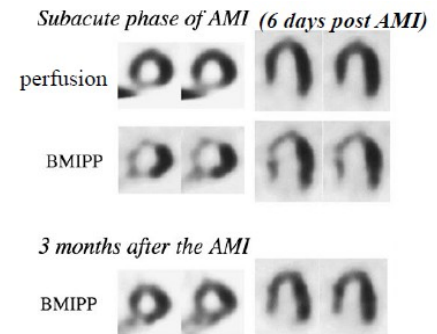 Subacute phase of AMI (6 days post AMI)
perfusion
BMIPP
3 months after the AMI
BMIPP